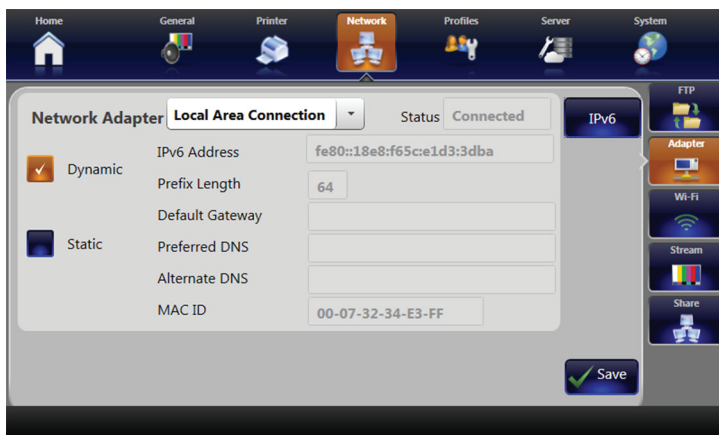 Home General Printer Network Profiles Server System
Network Adapter Local Area Connection Status Connected IPv6
FTP
Adapter
Dynamic
IPv6 Address fe80::18e8:f65c:e1d3:3dba
Prefix Length 64
Wi-Fi
Default Gateway
Static
Preferred DNS
Stream
Alternate DNS
MAC ID 00-07-32-34-E3-FF
Share
Save